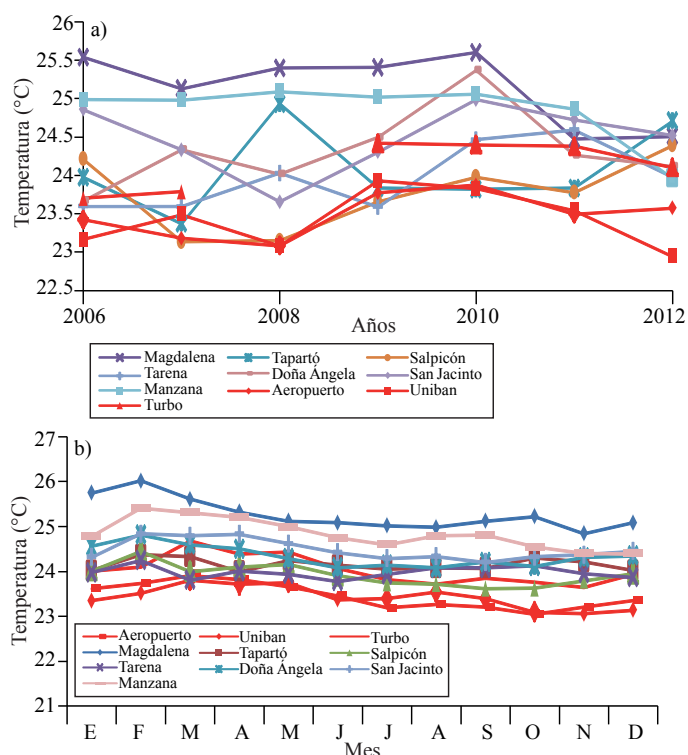 a)
Temperatura (°C)
26
25.5
25
24.5
24
23.5
23
22.5
2006 2008 2010 2012
Años
Magdalena Tapartó Salpicón
Tarena Doña Ángela San Jacinto
Manzana Aeropuerto Uniban
Turbo
b)
Temperatura (°C)
27
26
25
24
23
22
21
Aeropuerto Uniban Turbo
Magdalena Tapartó Salpicón
Tarena Doña Ángela San Jacinto
Manzana
E F M A M J J A S O N D
Mes